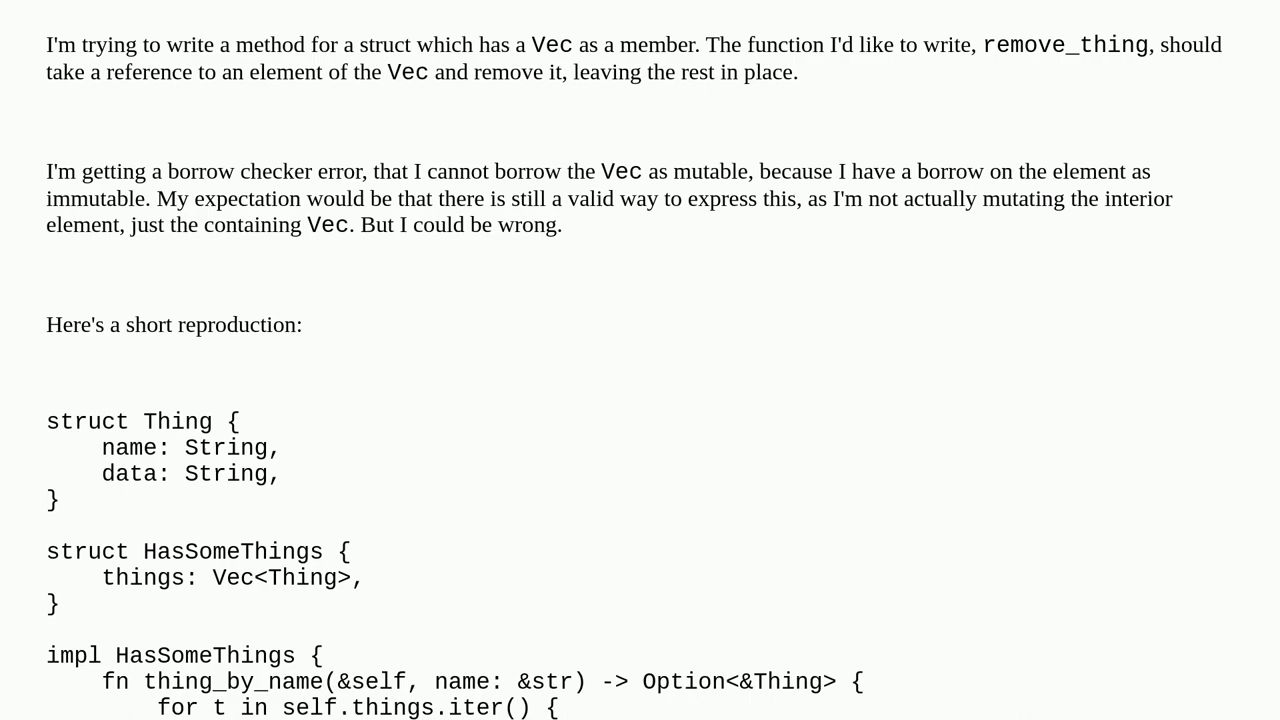 I'm trying to write a method for a struct which has a Vec as a member. The function I'd like to write, remove_thing, should
take a reference to an element of the Vec and remove it, leaving the rest in place.
I'm getting a borrow checker error, that I cannot borrow the Vec as mutable, because I have a borrow on the element as
immutable. My expectation would be that there is still a valid way to express this, as I'm not actually mutating the interior
element, just the containing Vec. But I could be wrong.
Here's a short reproduction:
struct Thing {
    name: String,
    data: String,
}
struct HasSomeThings {
    things: Vec<Thing>,
}
impl HasSomeThings {
    fn thing_by_name(&self, name: &str) -> Option<&Thing> {
        for t in self.things.iter() {